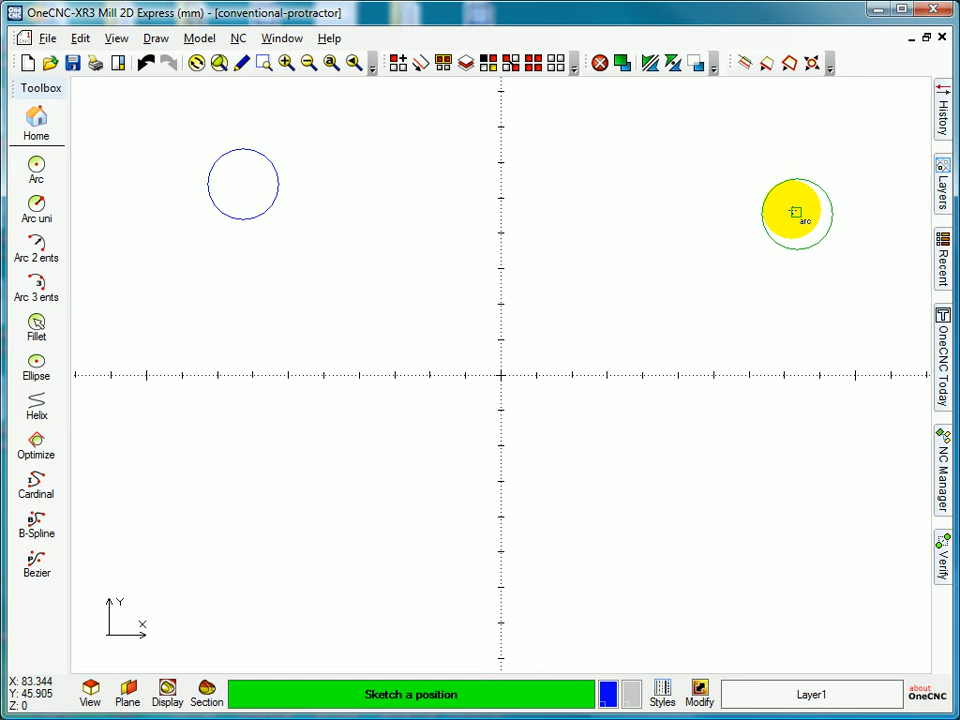 OneCNC-XR3 Mill 2D Express (mm) - [conventional-protractor]
File Edit View Draw Model NC Window Help
Toolbox
Home
Arc
Arc uni
Arc 2 ents
3
Arc 3 ents
Fillet
Ellipse
Helix
Optimize
Cardinal
B-Spline
Bezier
arc
Y
X
History
Layers
Recent
OneCNC Today
NC Manager
Verify
X: 83.344
Y: 45.905
Z: 0
View Plane Display Section
Sketch a position
Styles Modify
Layer1
about
OneCNC